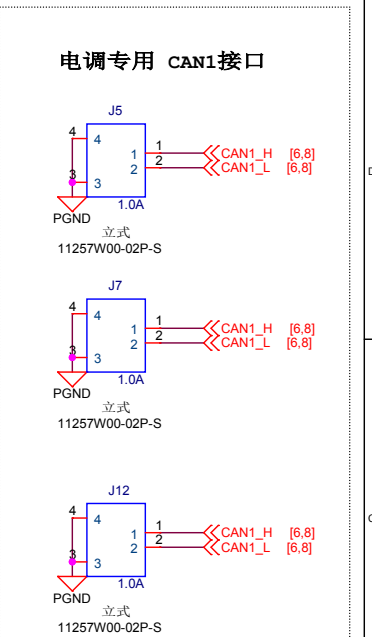 电调专用 CAN1接口
J5
4 4
1 1 CAN1_H [6,8]
2 2 CAN1_L [6,8]
3 3
PGND
1.0A
立式
11257W00-02P-S
D
J7
4 4
1 1 CAN1_H [6,8]
2 2 CAN1_L [6,8]
3 3
PGND
1.0A
立式
11257W00-02P-S
J12
4 4
C
1 1 CAN1_H [6,8]
2 2 CAN1_L [6,8]
3 3
PGND
1.0A
立式
11257W00-02P-S